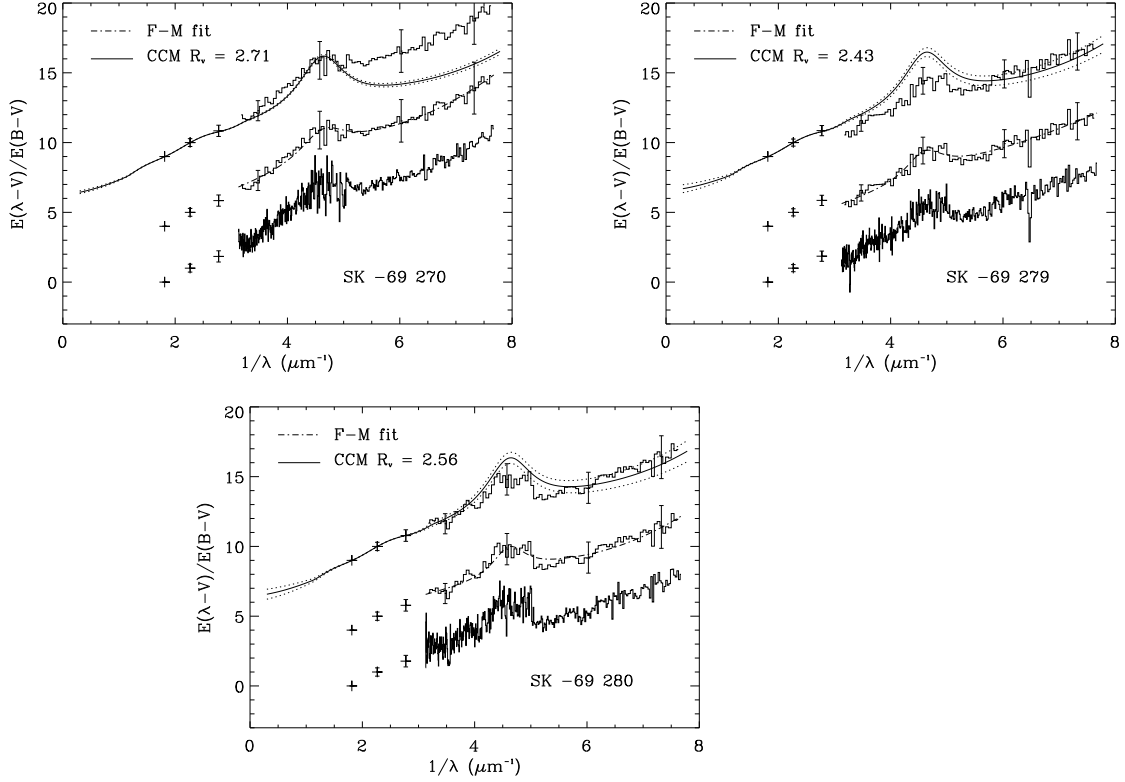 20
15
10
5
0
E(λ−V)/E(B−V)
F−M fit
CCM Rᵥ = 2.71
SK −69 270
0 2 4 6 8
1/λ (μm⁻¹)
20
15
10
5
0
E(λ−V)/E(B−V)
F−M fit
CCM Rᵥ = 2.43
SK −69 279
0 2 4 6 8
1/λ (μm⁻¹)
20
15
10
5
0
E(λ−V)/E(B−V)
F−M fit
CCM Rᵥ = 2.56
SK −69 280
0 2 4 6 8
1/λ (μm⁻¹)